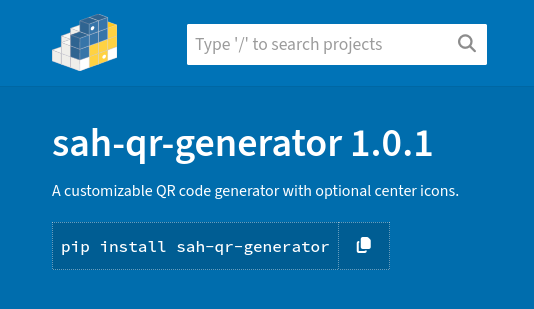 Type '/' to search projects
sah-qr-generator 1.0.1
A customizable QR code generator with optional center icons.
pip install sah-qr-generator